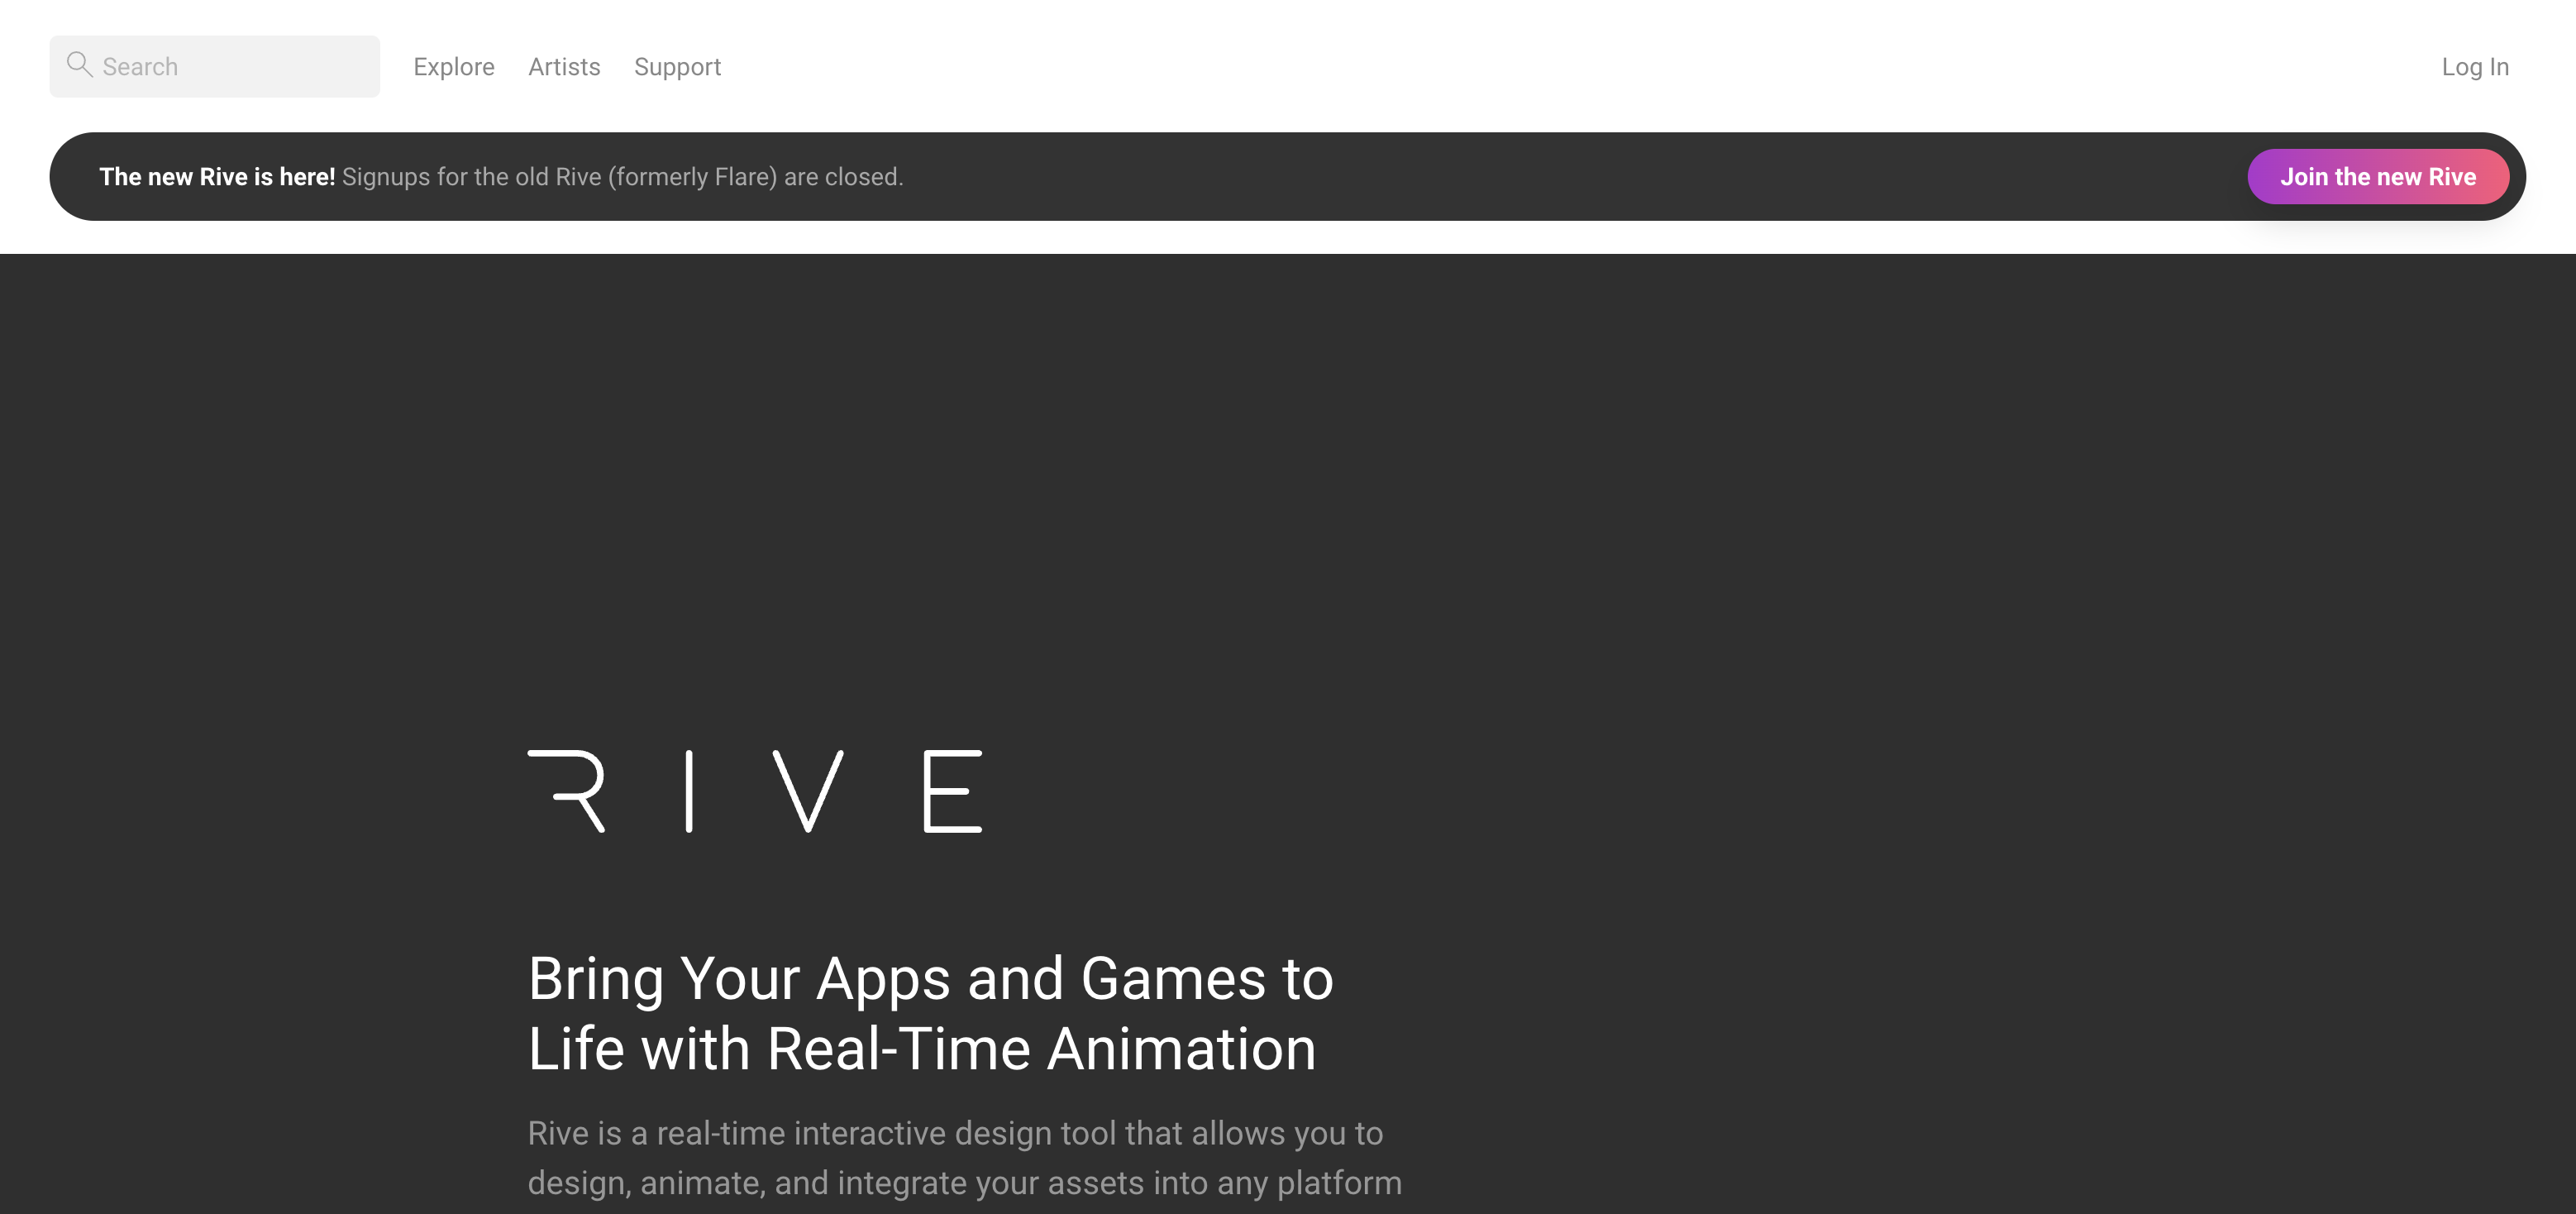 Search
Explore
Artists
Support
Log In
The new Rive is here! Signups for the old Rive (formerly Flare) are closed.
Join the new Rive
RIVE
Bring Your Apps and Games to
Life with Real-Time Animation
Rive is a real-time interactive design tool that allows you to
design, animate, and integrate your assets into any platform